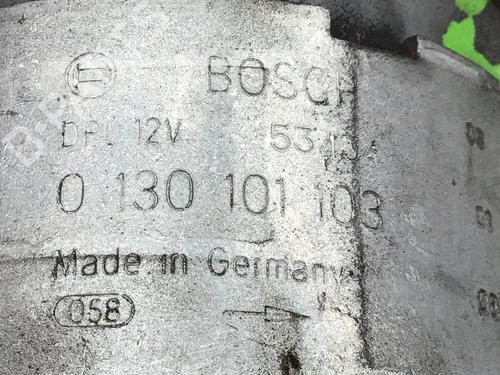 BOSCH
DPL 12V
0 130 101 103
Made in Germany
058